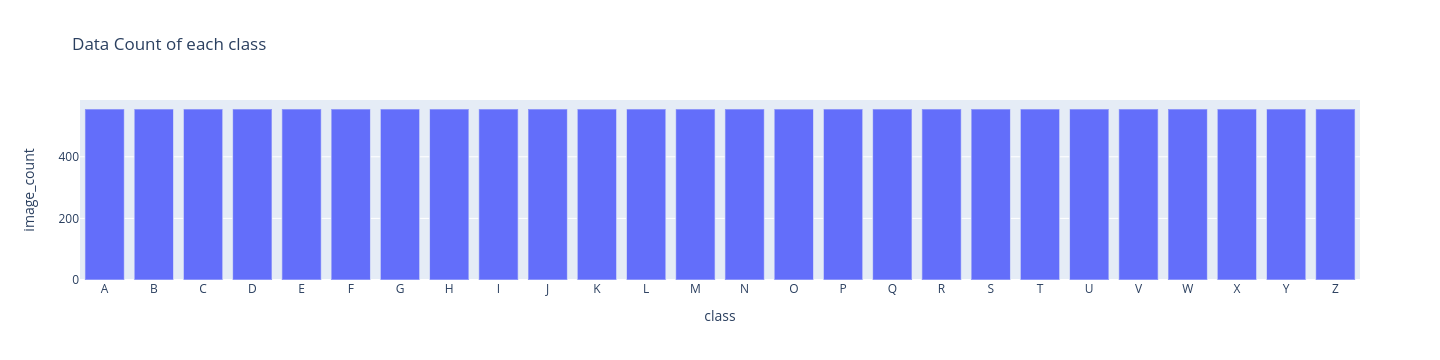 Data Count of each class
image_count
400
200
0
A B C D E F G H I J K L M N O P Q R S T U V W X Y Z
class